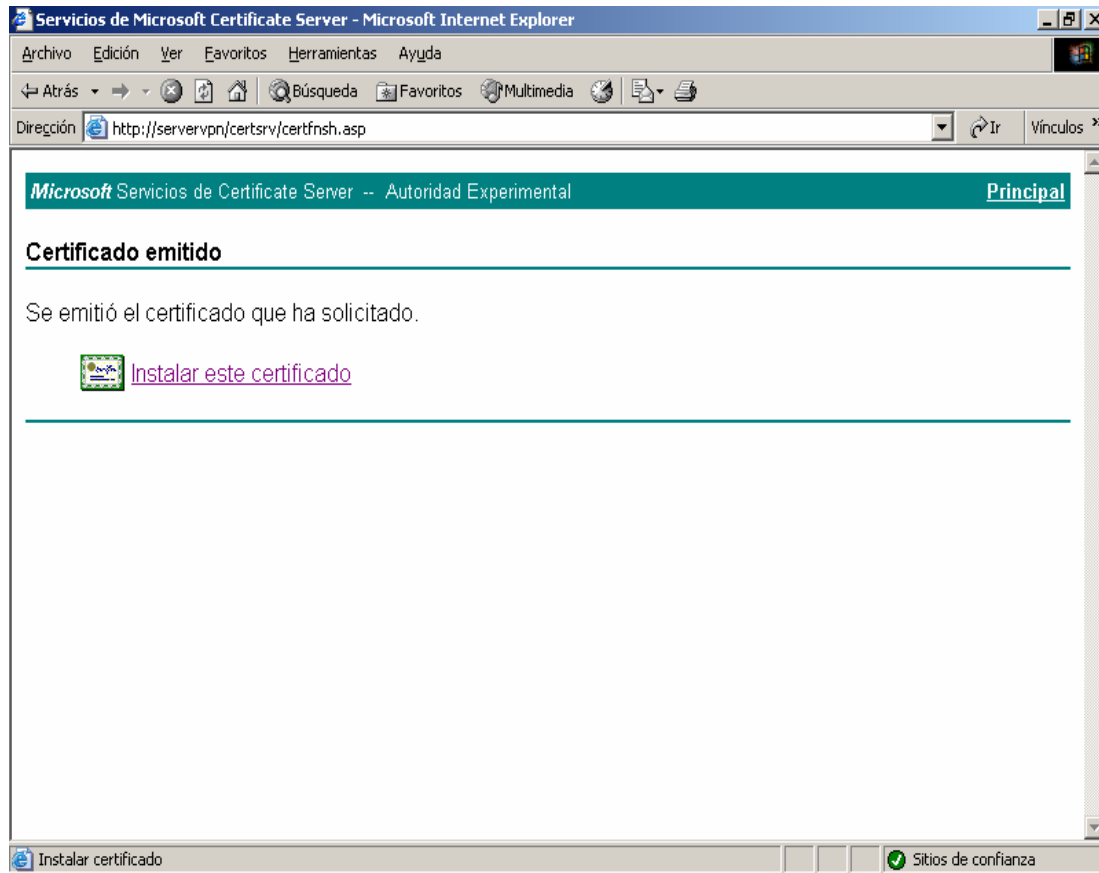 Servicios de Microsoft Certificate Server - Microsoft Internet Explorer
Archivo Edición Ver Favoritos Herramientas Ayuda
Atrás Búsqueda Favoritos Multimedia
Dirección http://servervpn/certsrv/certfnsh.asp Ir Vínculos »
Microsoft Servicios de Certificate Server -- Autoridad Experimental Principal
Certificado emitido
Se emitió el certificado que ha solicitado.
Instalar este certificado
Instalar certificado Sitios de confianza